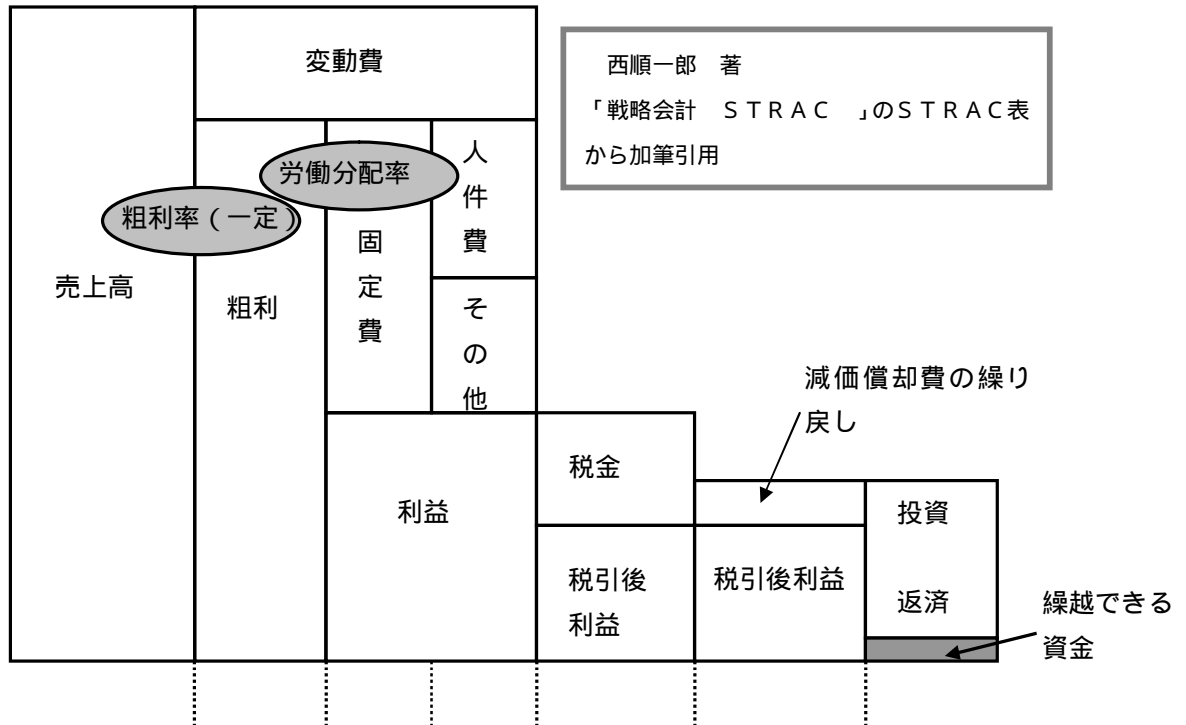 変動費
西順一郎　著
「戦略会計　ＳＴＲＡＣ　」のＳＴＲＡＣ表
から加筆引用
労働分配率
人件費
粗利率（一定）
固定費
売上高
粗利
その他
減価償却費の繰り
戻し
税金
利益
投資
税引後
利益
税引後利益
返済
繰越できる
資金